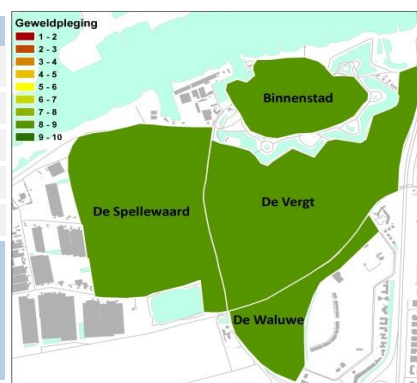 Geweldpleging
1 - 2
2 - 3
3 - 4
4 - 5
5 - 6
6 - 7
7 - 8
8 - 9
9 - 10
Binnenstad
De Spellewaard
De Vergt
De Waluwe